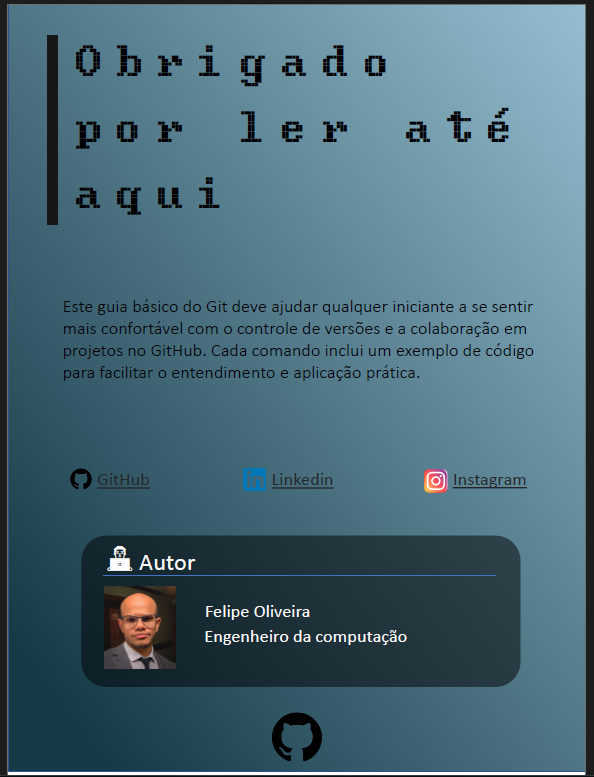 Obrigado
por ler até
aqui
Este guia básico do Git deve ajudar qualquer iniciante a se sentir
mais confortável com o controle de versões e a colaboração em
projetos no GitHub. Cada comando inclui um exemplo de código
para facilitar o entendimento e aplicação prática.
GitHub Linkedin Instagram
Autor
Felipe Oliveira
Engenheiro da computação